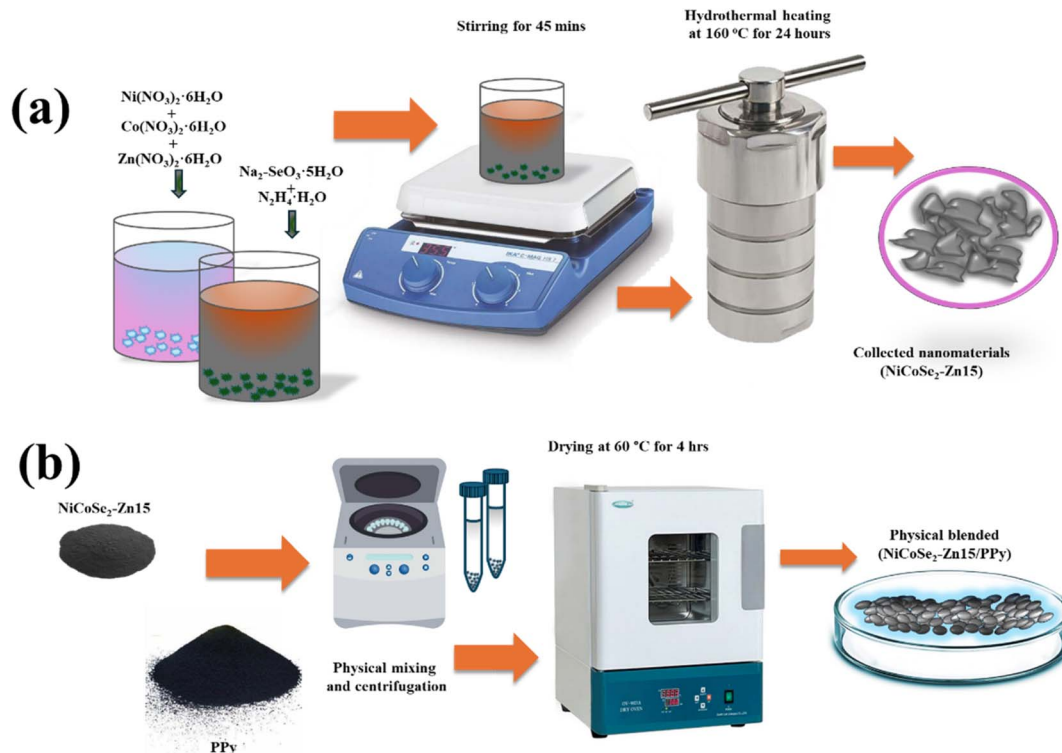 (a)
Ni(NO₃)₂·6H₂O
+
Co(NO₃)₂·6H₂O
+
Zn(NO₃)₂·6H₂O
Na₂-SeO₃·5H₂O
+
N₂H₄·H₂O
Stirring for 45 mins
Hydrothermal heating
at 160 °C for 24 hours
Collected nanomaterials
(NiCoSe₂-Zn15)
(b)
NiCoSe₂-Zn15
PPy
Physical mixing
and centrifugation
Drying at 60 °C for 4 hrs
Physical blended
(NiCoSe₂-Zn15/PPy)